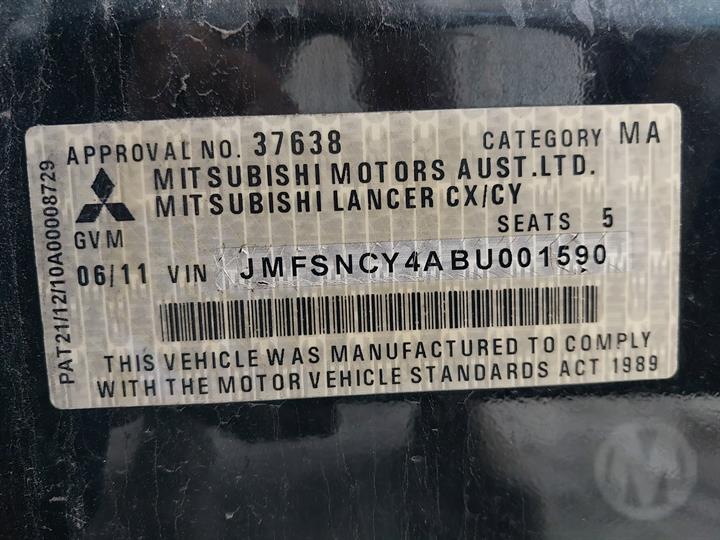 APPROVAL NO. 37638 CATEGORY MA
MITSUBISHI MOTORS AUST.LTD.
MITSUBISHI LANCER CX/CY
GVM SEATS 5
06/11 VIN JMFSNCY4ABU001590
THIS VEHICLE WAS MANUFACTURED TO COMPLY
WITH THE MOTOR VEHICLE STANDARDS ACT 1989
PAT21/12/10A00008729
M